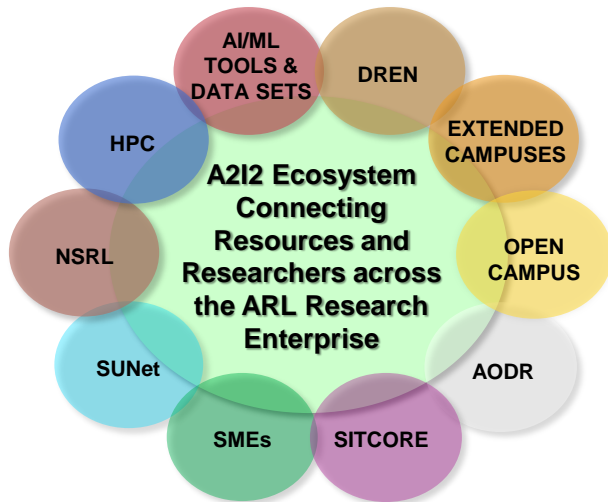 AI/ML
TOOLS &
DATA SETS
DREN
EXTENDED
CAMPUSES
HPC
A2I2 Ecosystem
Connecting
Resources and
Researchers across
the ARL Research
Enterprise
NSRL
OPEN
CAMPUS
SUNet
AODR
SMEs
SITCORE